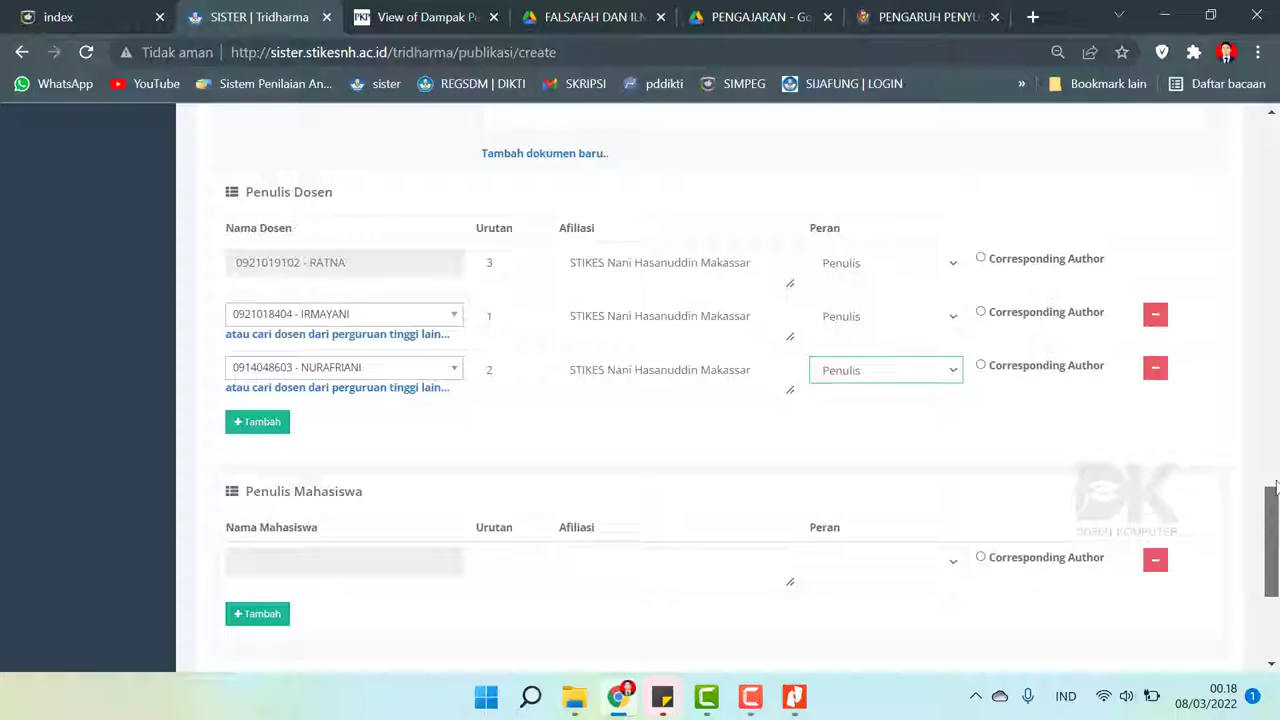 index
SISTER | Tridharma
PKP View of Dampak Pe
FALSAFAH DAN ILN
PENGAJARAN - Go
PENGARUH PENYU
Tidak aman | http://sister.stikesnh.ac.id/tridharma/publikasi/create
WhatsApp YouTube Sistem Penilaian An... sister REGSDM | DIKTI SKRIPSI pddikti SIMPEG SIJAFUNG | LOGIN » Bookmark lain Daftar bacaan
Tambah dokumen baru..
Penulis Dosen
Nama Dosen Urutan Afiliasi Peran
0921019102 - RATNA 3 STIKES Nani Hasanuddin Makassar Penulis Corresponding Author
0921018404 - IRMAYANI 1 STIKES Nani Hasanuddin Makassar Penulis Corresponding Author
atau cari dosen dari perguruan tinggi lain...
0914048603 - NURAFRIANI 2 STIKES Nani Hasanuddin Makassar Penulis Corresponding Author
atau cari dosen dari perguruan tinggi lain...
+ Tambah
Penulis Mahasiswa
DK
DOSEN KOMPUTER
Nama Mahasiswa Urutan Afiliasi Peran
Corresponding Author
+ Tambah
IND
00.18
08/03/2022
1